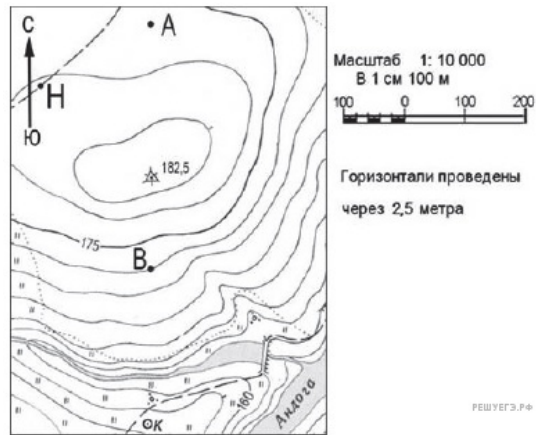 С
А
Н
Ю
182,5
175
В
160
К
Андога
Масштаб 1: 10 000
В 1 см 100 м
100 0 100 200
Горизонтали проведены
через 2,5 метра
РЕШУЕГЭ.РФ